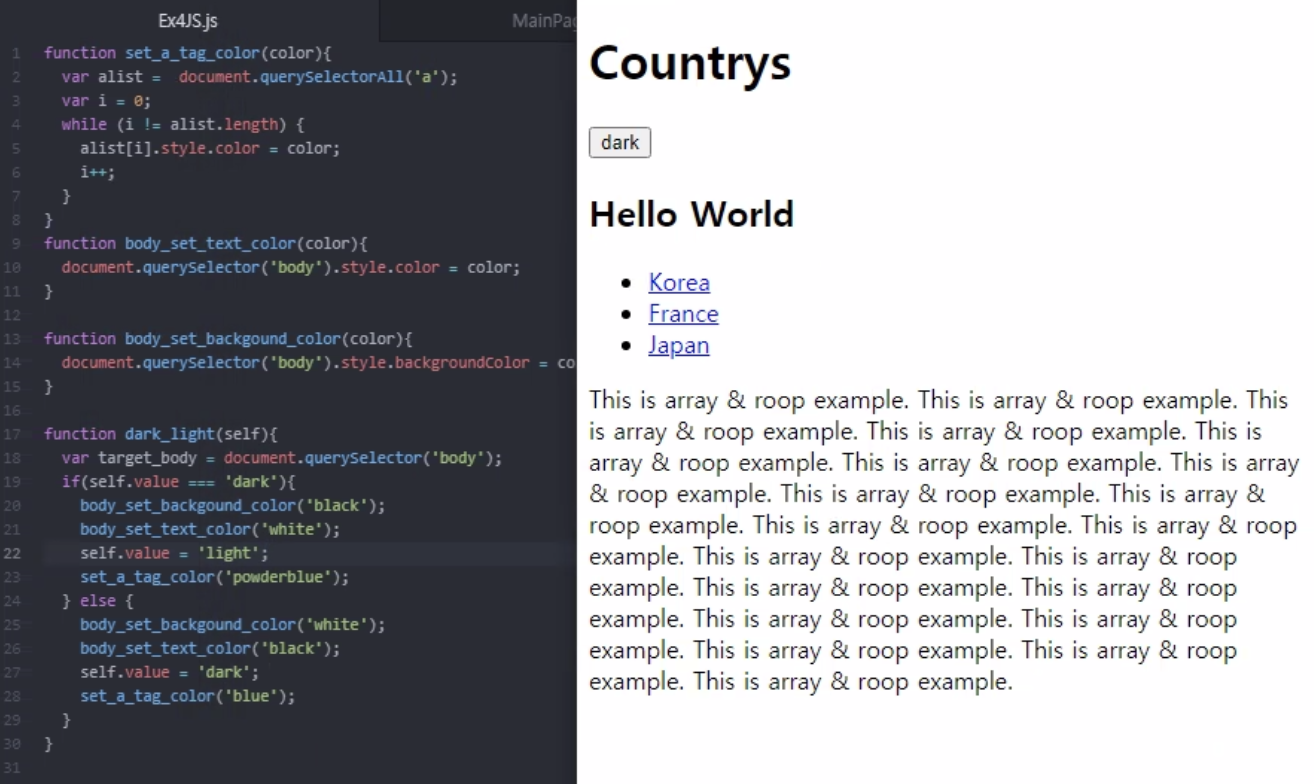 Ex4JS.js
MainPag
1 function set_a_tag_color(color){
2 var alist =  document.querySelectorAll('a');
3 var i = 0;
4 while (i != alist.length) {
5 alist[i].style.color = color;
6 i++;
7 }
8 }
9 function body_set_text_color(color){
10 document.querySelector('body').style.color = color;
11 }
12
13 function body_set_backgound_color(color){
14 document.querySelector('body').style.backgroundColor = co
15 }
16
17 function dark_light(self){
18 var target_body = document.querySelector('body');
19 if(self.value === 'dark'){
20 body_set_backgound_color('black');
21 body_set_text_color('white');
22 self.value = 'light';
23 set_a_tag_color('powderblue');
24 } else {
25 body_set_backgound_color('white');
26 body_set_text_color('black');
27 self.value = 'dark';
28 set_a_tag_color('blue');
29 }
30 }
31
Countrys
dark
Hello World
• Korea
• France
• Japan
This is array & roop example. This is array & roop example. This
is array & roop example. This is array & roop example. This is
array & roop example. This is array & roop example. This is array
& roop example. This is array & roop example. This is array &
roop example. This is array & roop example. This is array & roop
example. This is array & roop example. This is array & roop
example. This is array & roop example. This is array & roop
example. This is array & roop example. This is array & roop
example. This is array & roop example. This is array & roop
example. This is array & roop example.